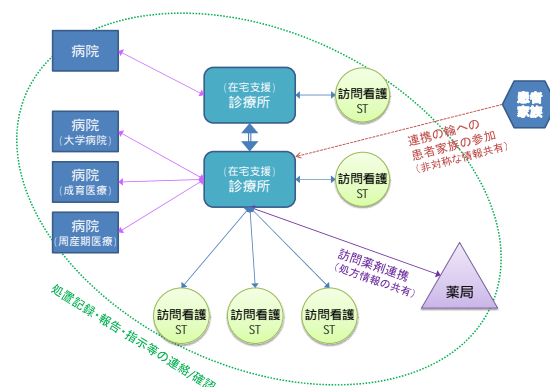 病院
(在宅支援)
診療所
訪問看護
ST
患者
家族
病院
(大学病院)
連携の輪への
患者家族の参加
(非対称な情報共有)
病院
(成育医療)
(在宅支援)
診療所
訪問看護
ST
病院
(周産期医療)
訪問薬剤連携
(処方情報の共有)
薬局
処置記録・報告・指示等の連絡/確認
訪問看護
ST
訪問看護
ST
訪問看護
ST